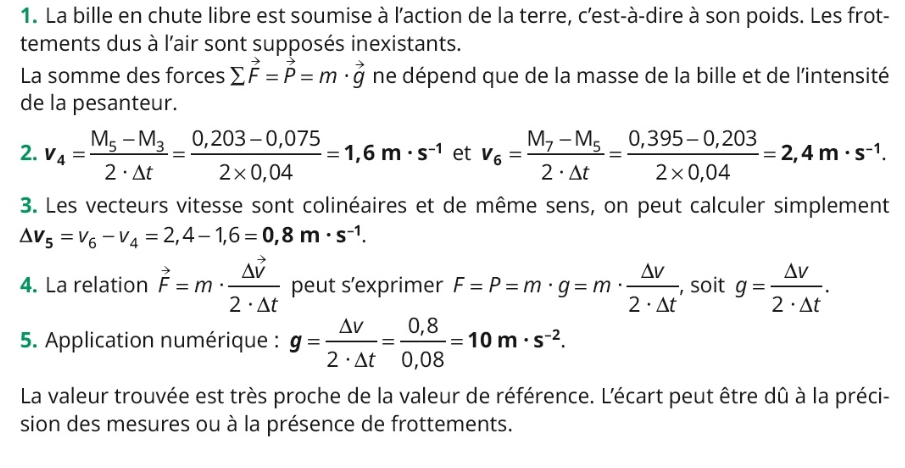 1. La bille en chute libre est soumise à l'action de la terre, c'est-à-dire à son poids. Les frot-
tements dus à l'air sont supposés inexistants.
La somme des forces ∑F⃗ = P⃗ = m · g⃗ ne dépend que de la masse de la bille et de l'intensité
de la pesanteur.
2. v₄ = (M₅ – M₃)/(2 · Δt) = (0,203 – 0,075)/(2 × 0,04) = 1,6 m · s⁻¹ et v₆ = (M₇ – M₅)/(2 · Δt) = (0,395 – 0,203)/(2 × 0,04) = 2,4 m · s⁻¹.
3. Les vecteurs vitesse sont colinéaires et de même sens, on peut calculer simplement
Δv₅ = v₆ – v₄ = 2,4 – 1,6 = 0,8 m · s⁻¹.
4. La relation F⃗ = m · Δv⃗/(2 · Δt) peut s'exprimer F = P = m · g = m · Δv/(2 · Δt), soit g = Δv/(2 · Δt).
5. Application numérique : g = Δv/(2 · Δt) = 0,8/0,08 = 10 m · s⁻².
La valeur trouvée est très proche de la valeur de référence. L'écart peut être dû à la préci-
sion des mesures ou à la présence de frottements.